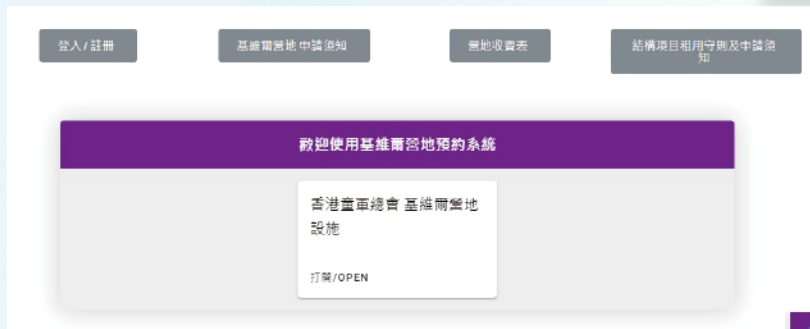 登入/註冊
基維爾營地申請須知
營地收費表
結構項目租用守則及申請須
知
歡迎使用基維爾營地預約系統
香港童軍總會 基維爾營地
設施
打開/OPEN